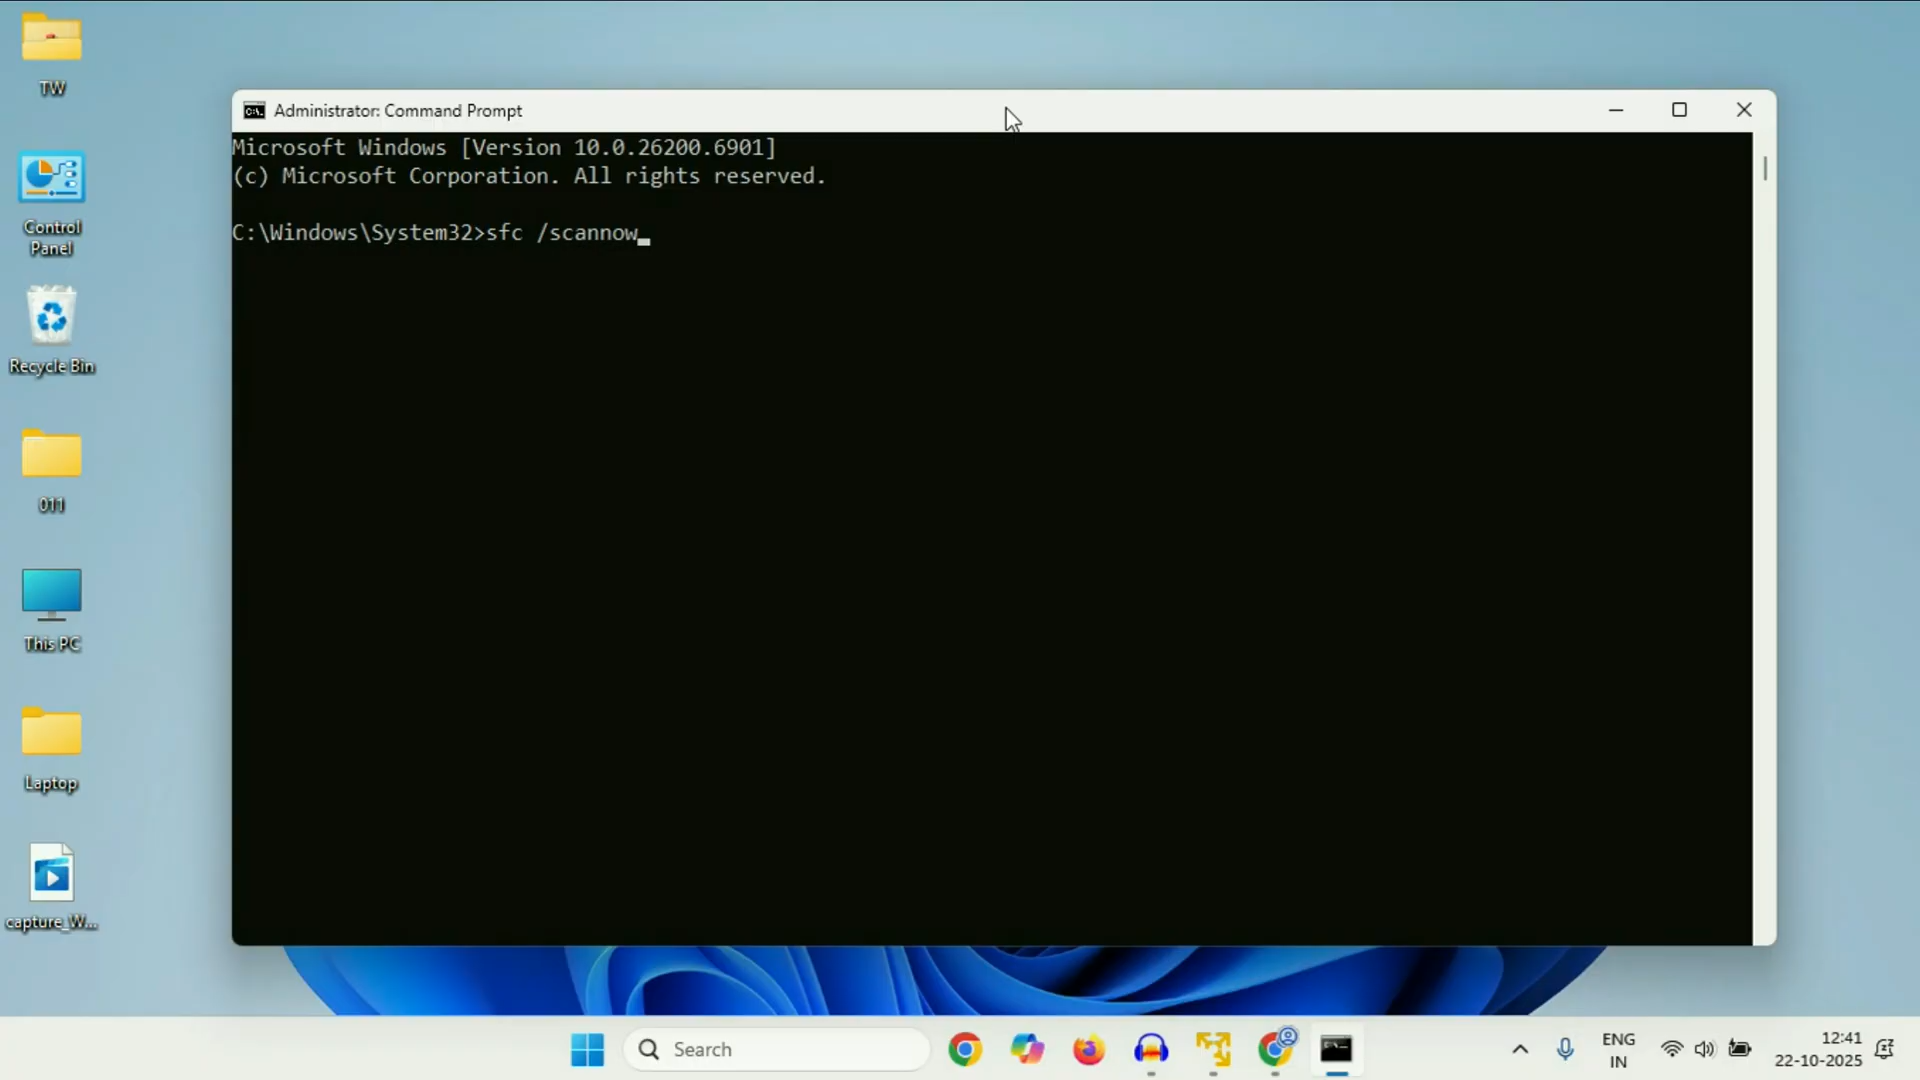 TW
Control
Panel
Recycle Bin
011
This PC
Laptop
capture_W...
Administrator: Command Prompt
Microsoft Windows [Version 10.0.26200.6901]
(c) Microsoft Corporation. All rights reserved.
C:\Windows\System32>sfc /scannow
Search
ENG
IN
12:41
22-10-2025